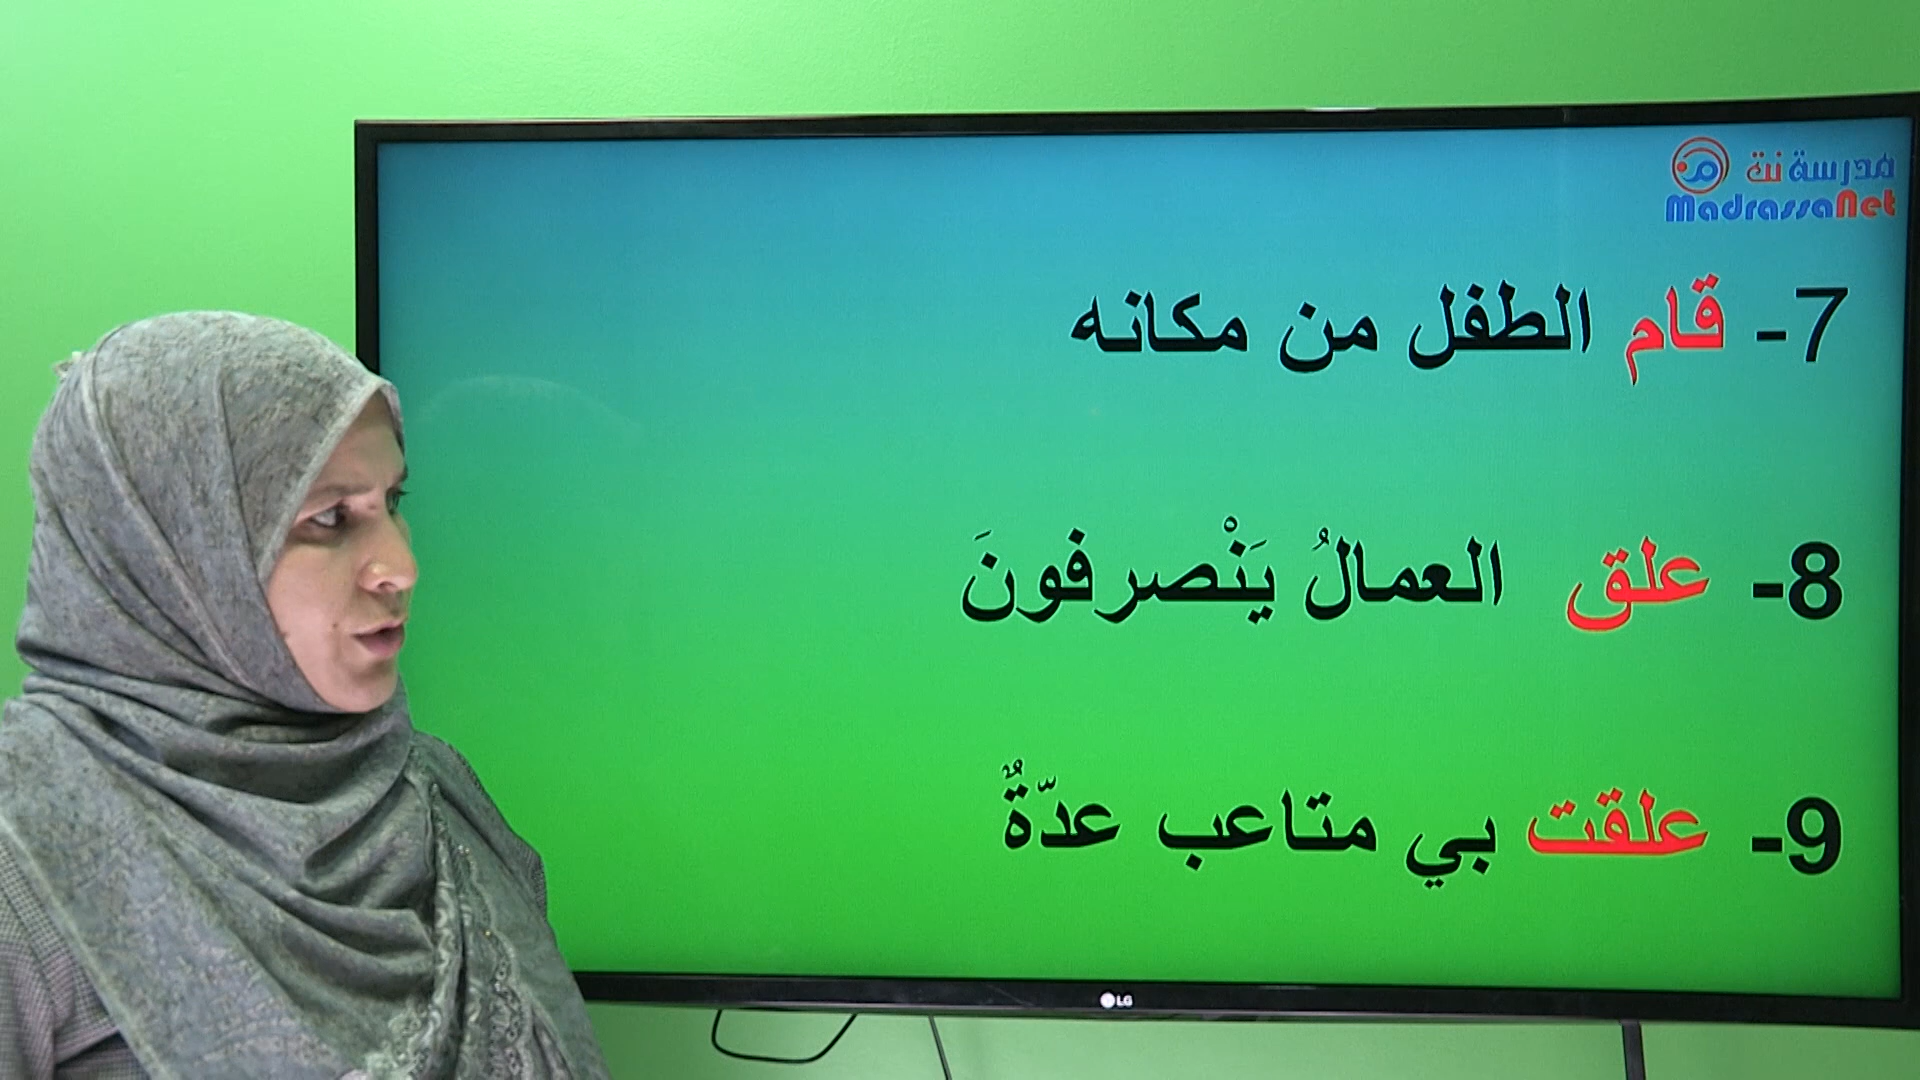 مدرسة نت
MadrassaNet
7- قام الطفل من مكانه
8- علق العمالُ يَنْصرفونَ
9- علقت بي متاعب عدّةٌ
LG